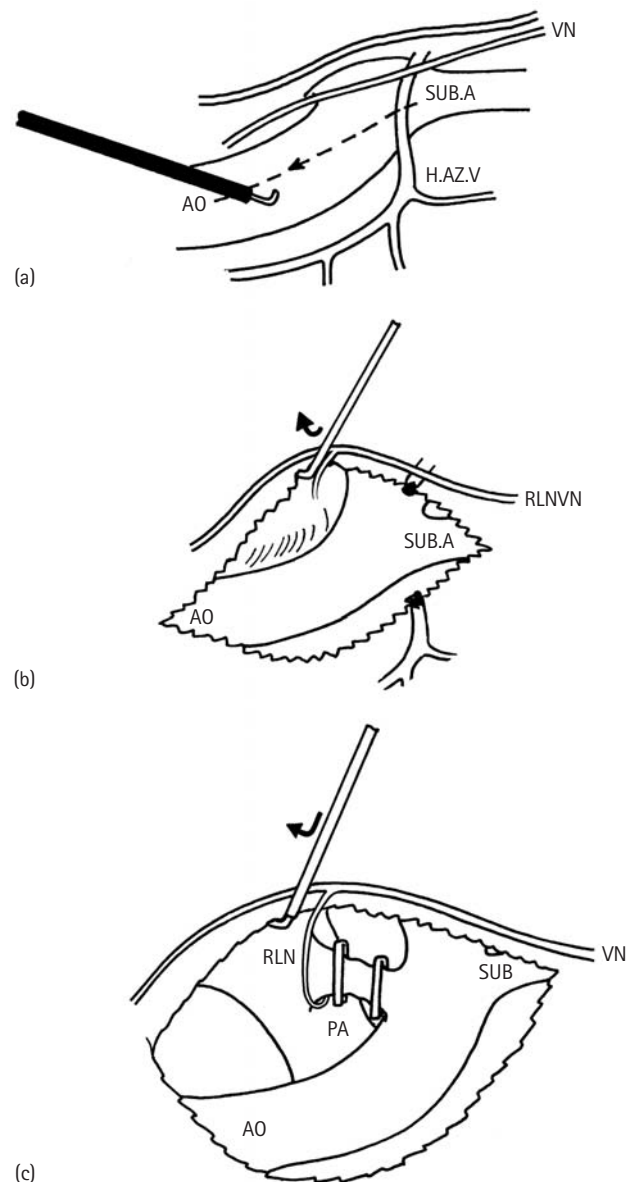 VN
SUB.A
H.AZ.V
AO
(a)
RLNVN
SUB.A
AO
(b)
VN
RLN
SUB
PA
AO
(c)